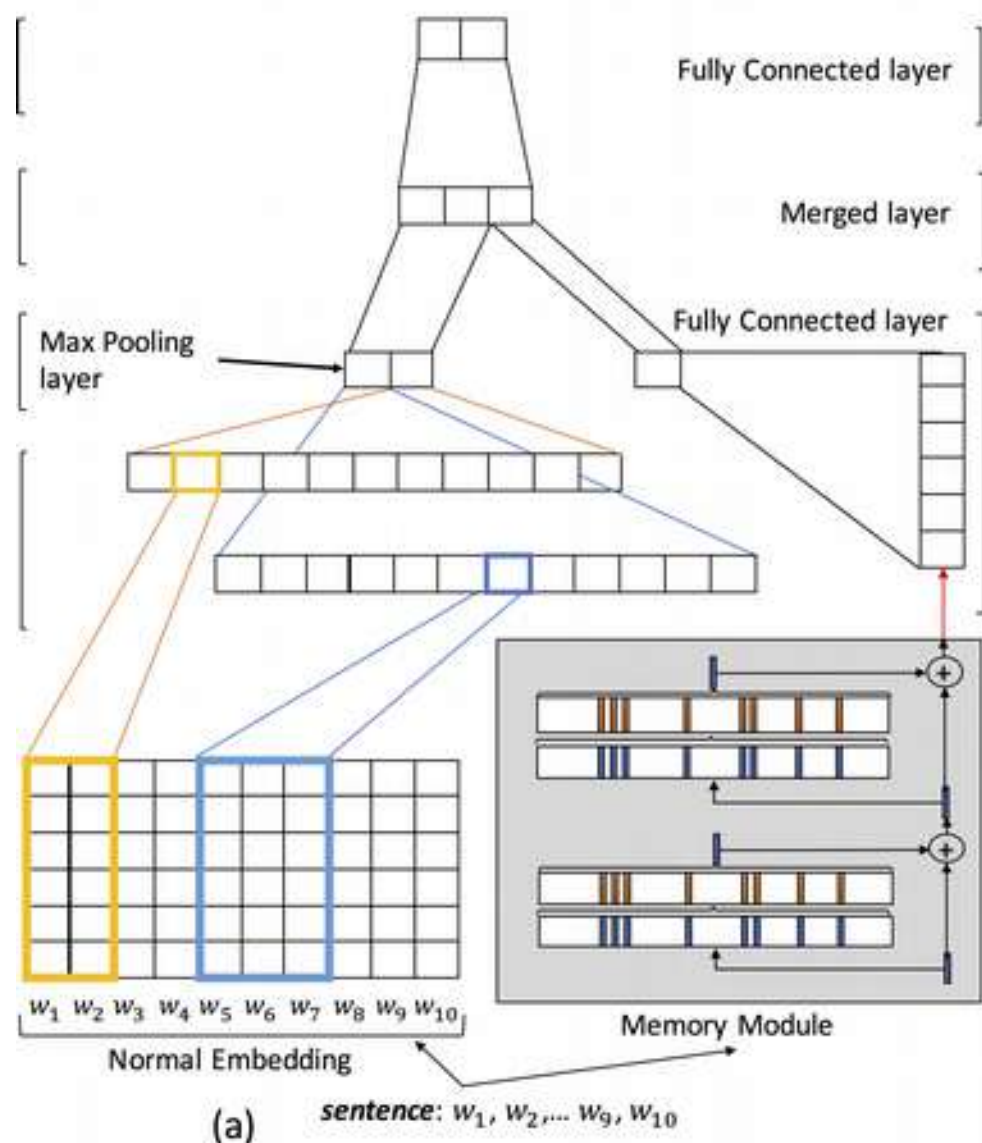 Fully Connected layer
Merged layer
Fully Connected layer
Max Pooling
layer
+
+
w₁ w₂ w₃ w₄ w₅ w₆ w₇ w₈ w₉ w₁₀
Normal Embedding
Memory Module
(a)
sentence: w₁, w₂,... w₉, w₁₀